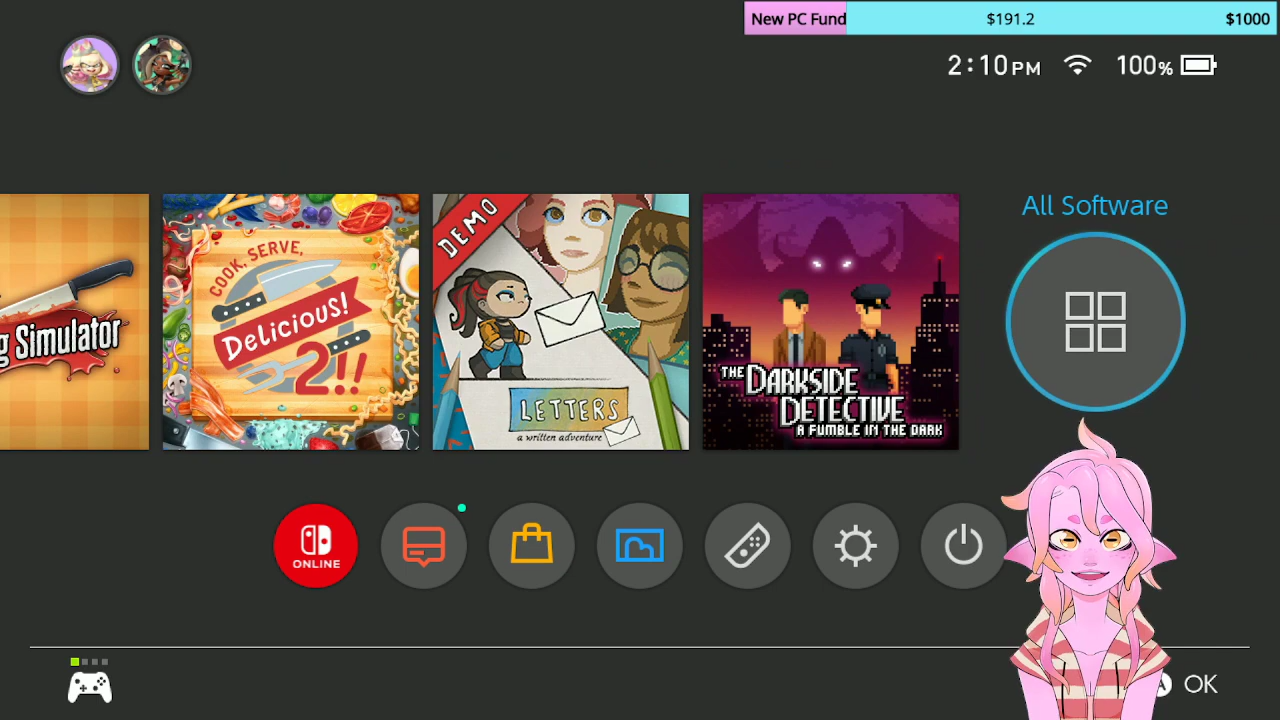 New PC Fund $191.2 $1000
2:10PM 100%
All Software
g Simulator
COOK, SERVE,
Delicious!
2!!
DEMO
LETTERS
a written adventure
THE DARKSIDE
DETECTIVE
A FUMBLE IN THE DARK
ONLINE
OK